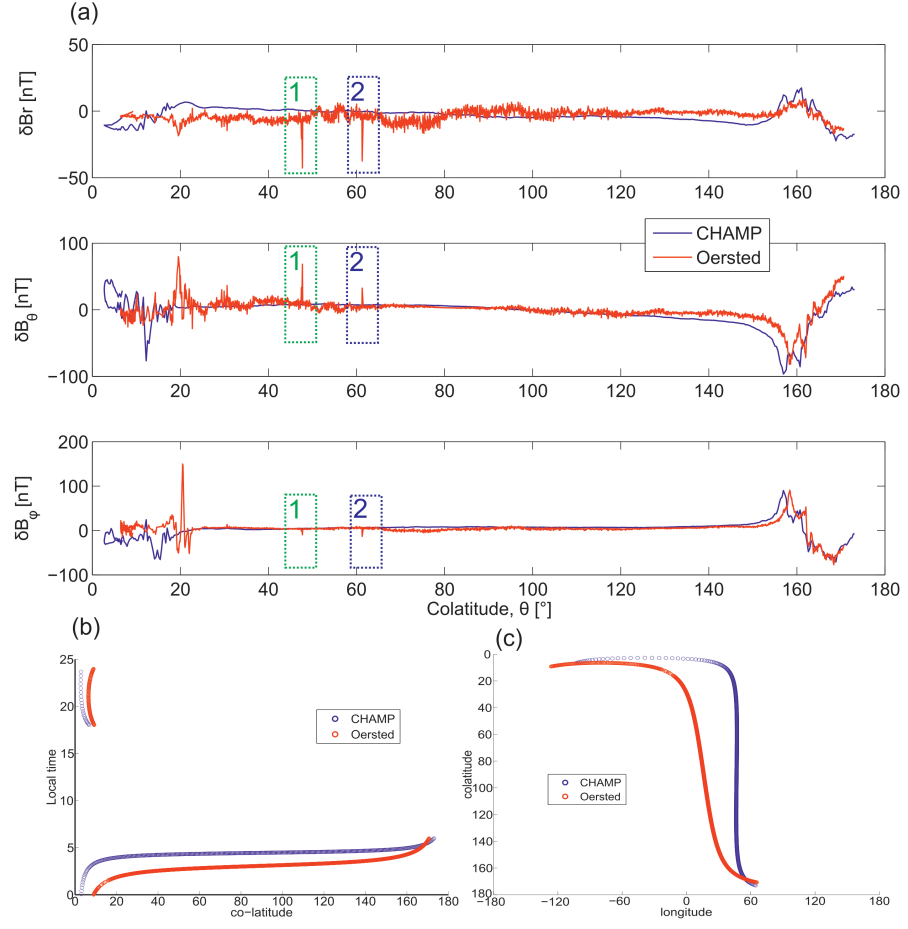 (a)
δBr [nT]
50
0
−50
1
2
0 20 40 60 80 100 120 140 160 180
δBθ [nT]
100
0
−100
1
2
CHAMP
Oersted
0 20 40 60 80 100 120 140 160 180
δBφ [nT]
200
100
0
−100
1
2
0 20 40 60 80 100 120 140 160 180
Colatitude, θ [°]
(b)
Local time
25
20
15
10
5
0
CHAMP
Oersted
0 20 40 60 80 100 120 140 160 180
co−latitude
(c)
colatitude
0
20
40
60
80
100
120
140
160
180
CHAMP
Oersted
−180 −120 −60 0 60 120 180
longitude